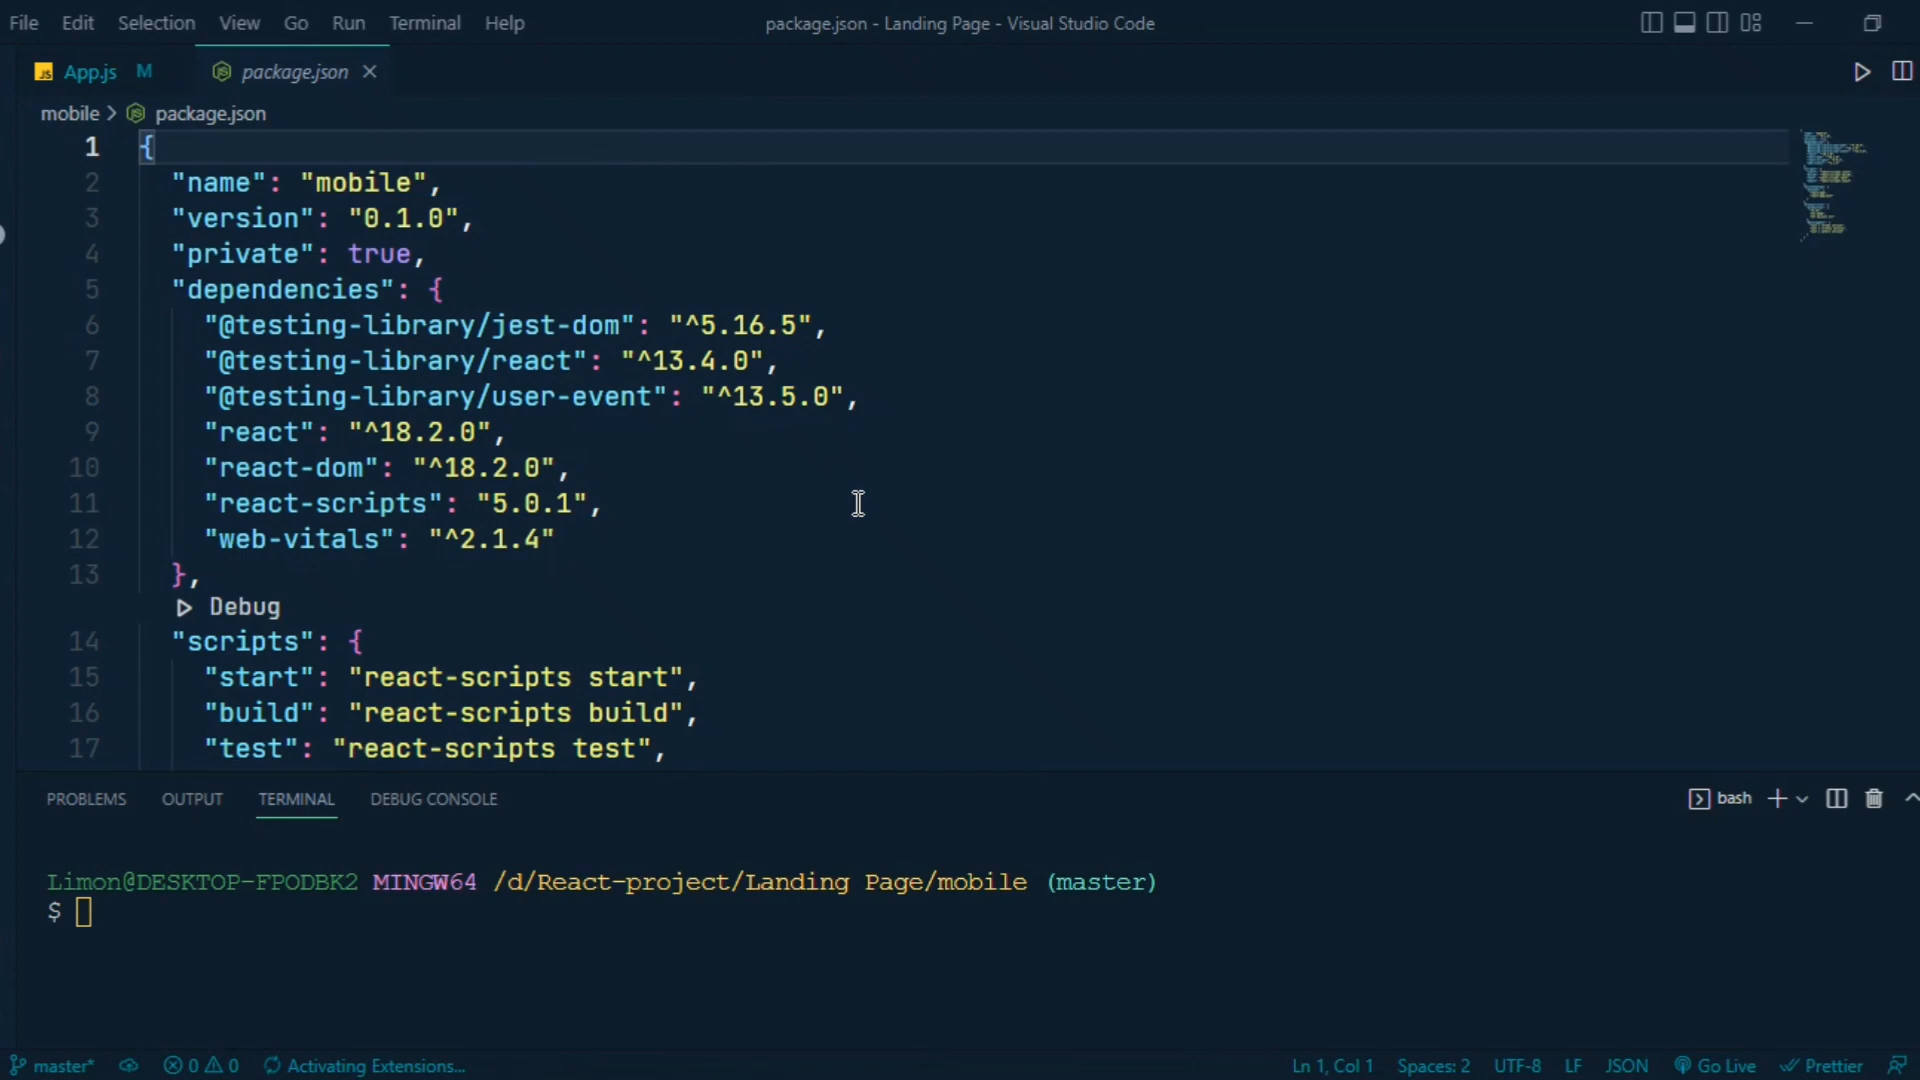 File Edit Selection View Go Run Terminal Help package.json - Landing Page - Visual Studio Code
JS App.js M package.json
mobile > package.json
1 {
2 "name": "mobile",
3 "version": "0.1.0",
4 "private": true,
5 "dependencies": {
6 "@testing-library/jest-dom": "^5.16.5",
7 "@testing-library/react": "^13.4.0",
8 "@testing-library/user-event": "^13.5.0",
9 "react": "^18.2.0",
10 "react-dom": "^18.2.0",
11 "react-scripts": "5.0.1",
12 "web-vitals": "^2.1.4"
13 },
Debug
14 "scripts": {
15 "start": "react-scripts start",
16 "build": "react-scripts build",
17 "test": "react-scripts test",
PROBLEMS OUTPUT TERMINAL DEBUG CONSOLE bash
Limon@DESKTOP-FPODBK2 MINGW64 /d/React-project/Landing Page/mobile (master)
$
master* 0 0 Activating Extensions... Ln 1, Col 1 Spaces: 2 UTF-8 LF JSON Go Live Prettier